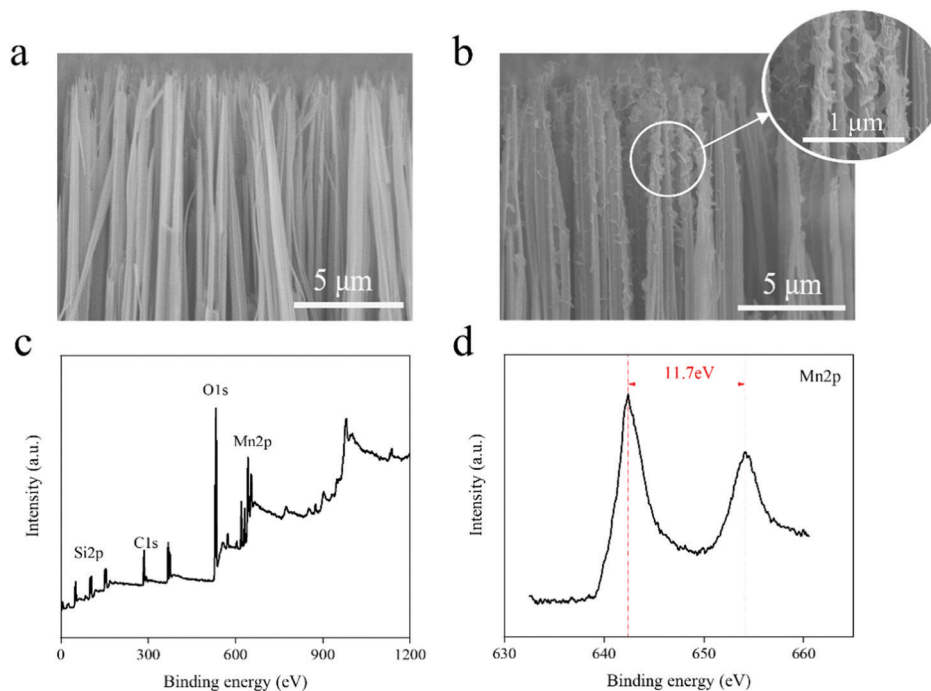 a
5 μm
b
1 μm
5 μm
c
O1s
Mn2p
Si2p
C1s
Intensity (a.u.)
0
300
600
900
1200
Binding energy (eV)
d
11.7eV
Mn2p
Intensity (a.u.)
630
640
650
660
Binding energy (eV)